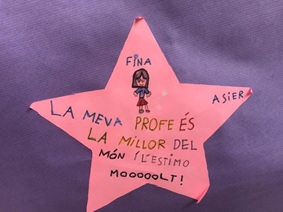 FINA
ASIER
LA MEVA PROFE ÉS
LA MILLOR DEL
MÓN I L'ESTIMO
MOOOOOLT!